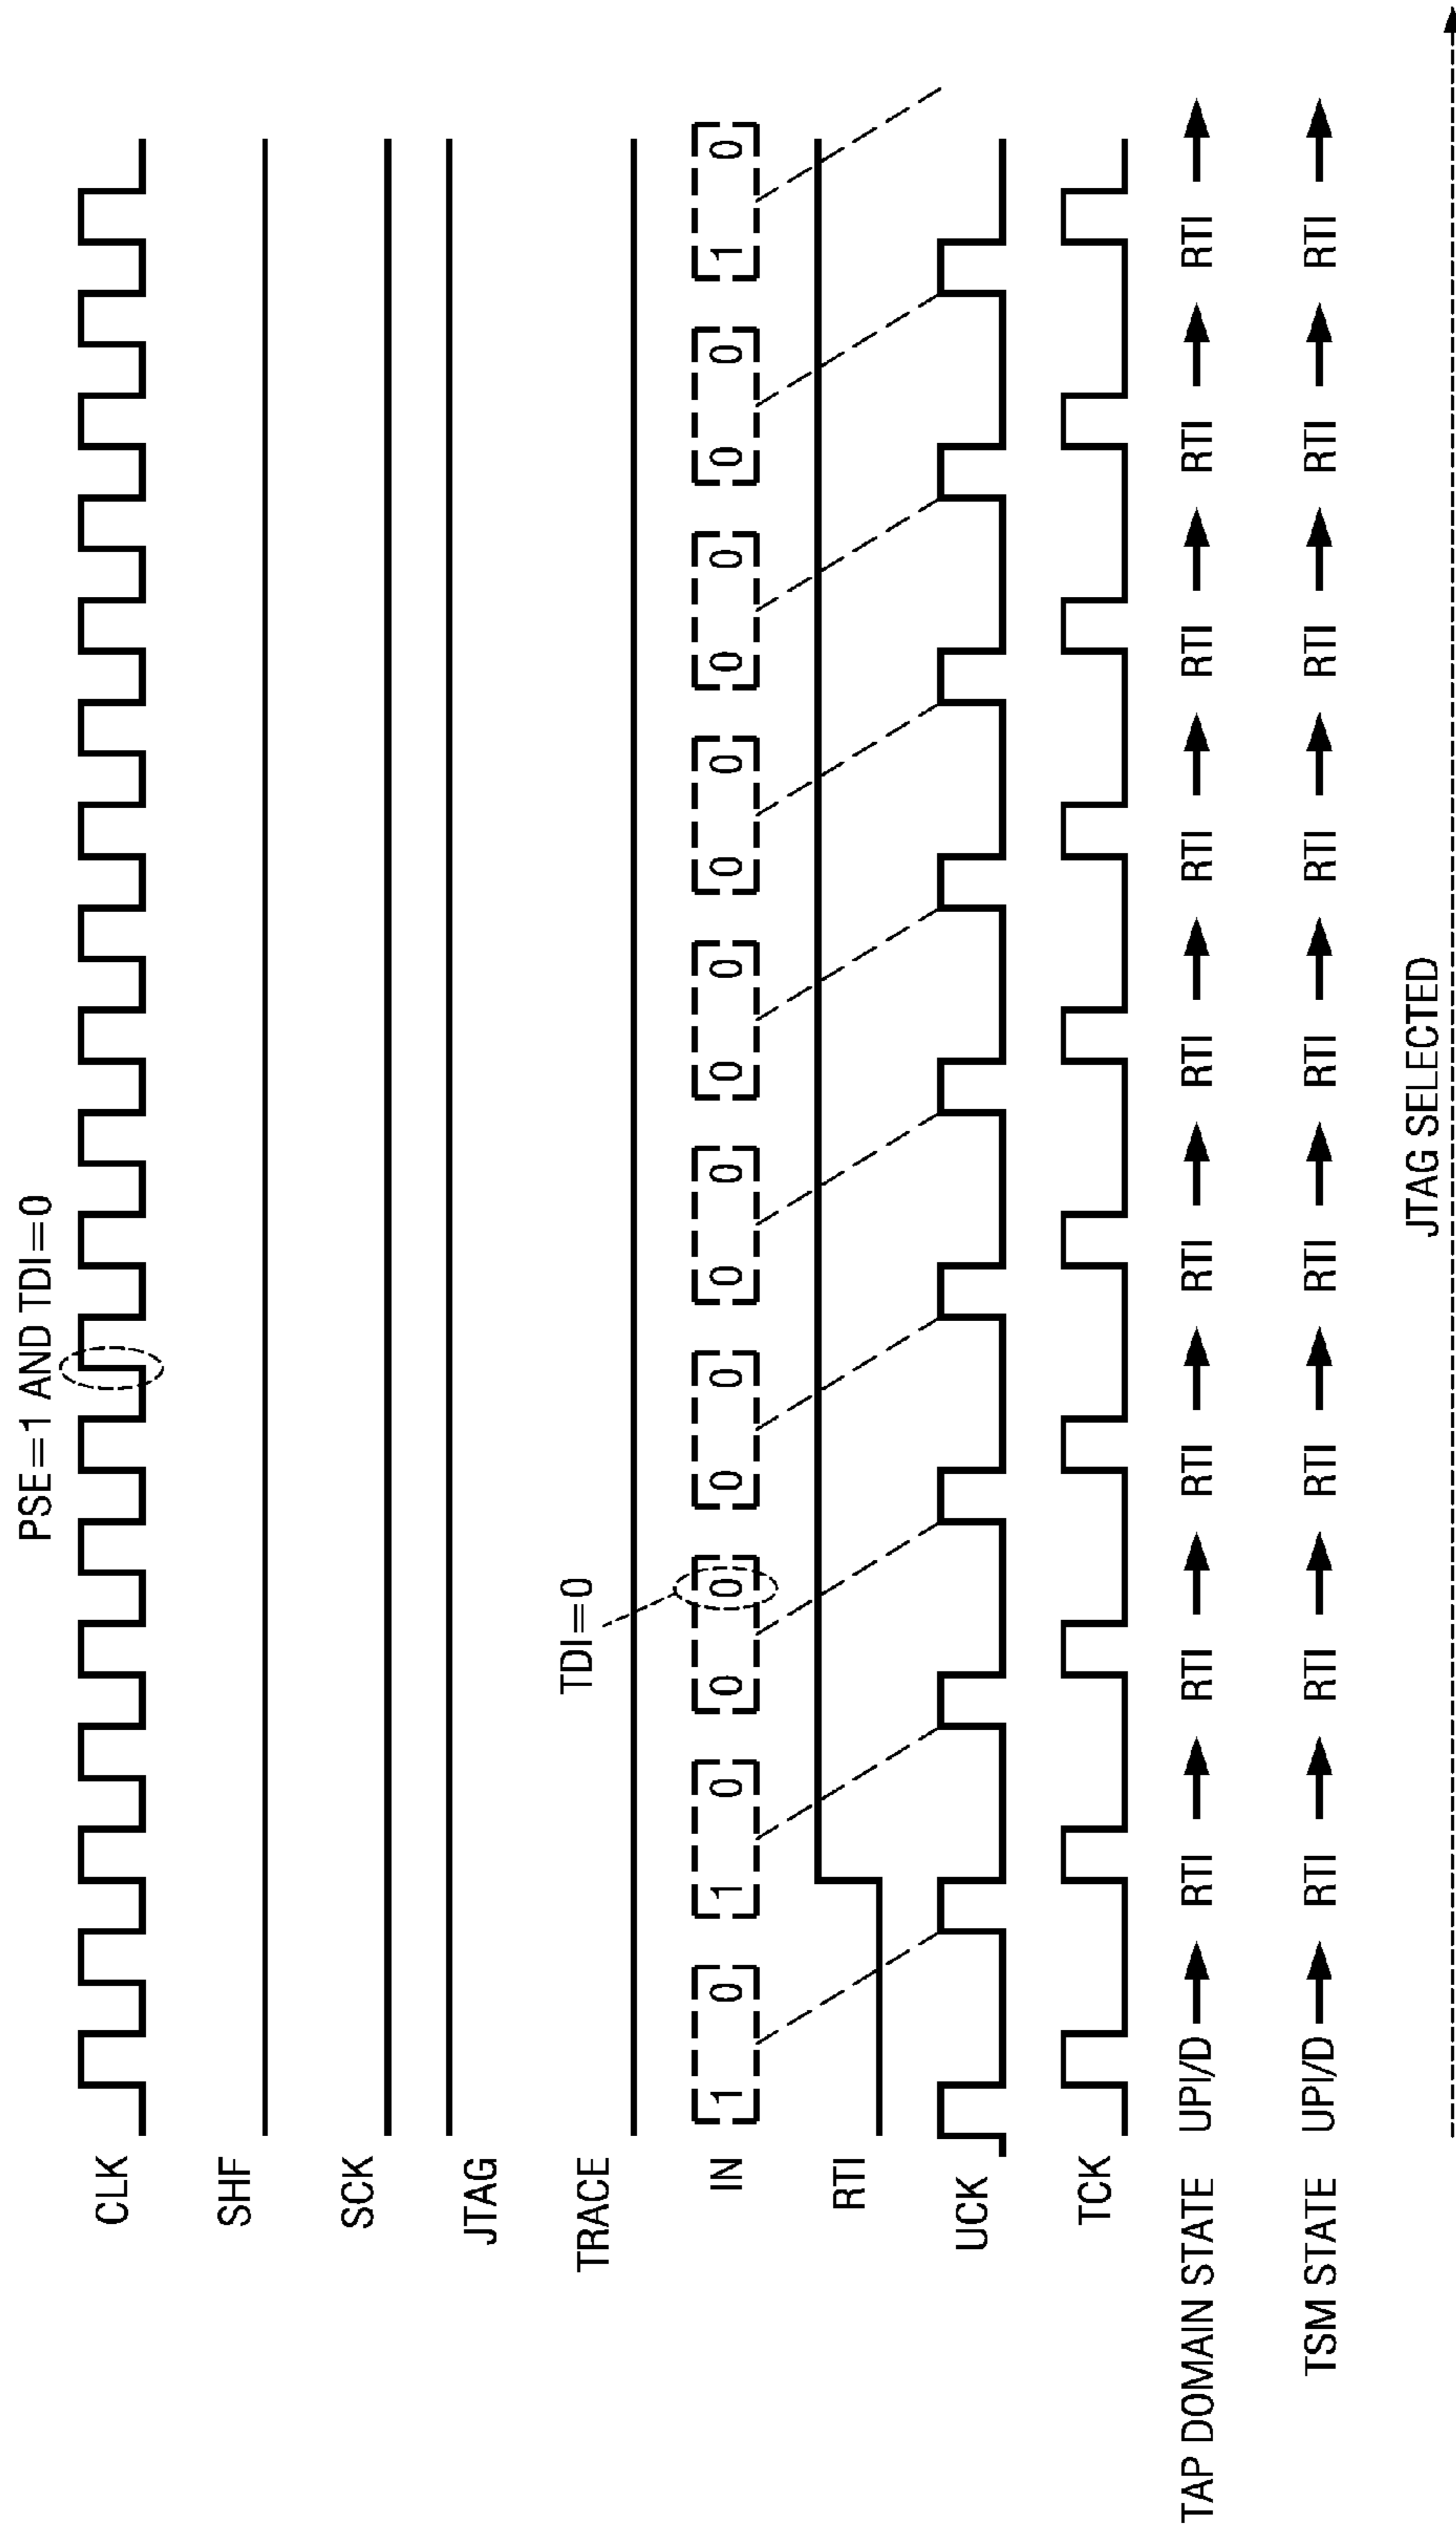 PSE=1 AND TDI=0
CLK
SHF
SCK
JTAG
TDI=0
TRACE
IN 1 0 1 0 0 0 0 0 0 0 0 0 0 0 0 0 0 0 1 0
RTI
UCK
TCK
TAP DOMAIN STATE UPI/D RTI RTI RTI RTI RTI RTI RTI RTI RTI
TSM STATE UPI/D RTI RTI RTI RTI RTI RTI RTI RTI RTI
JTAG SELECTED